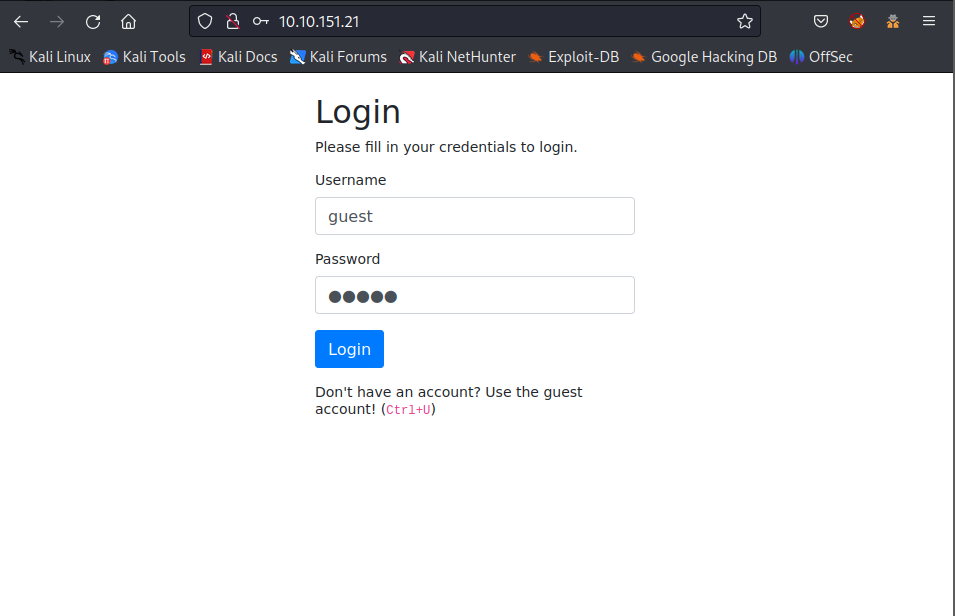 10.10.151.21
Kali Linux Kali Tools Kali Docs Kali Forums Kali NetHunter Exploit-DB Google Hacking DB OffSec
Login
Please fill in your credentials to login.
Username
guest
Password
●●●●●
Login
Don't have an account? Use the guest
account! (Ctrl+U)